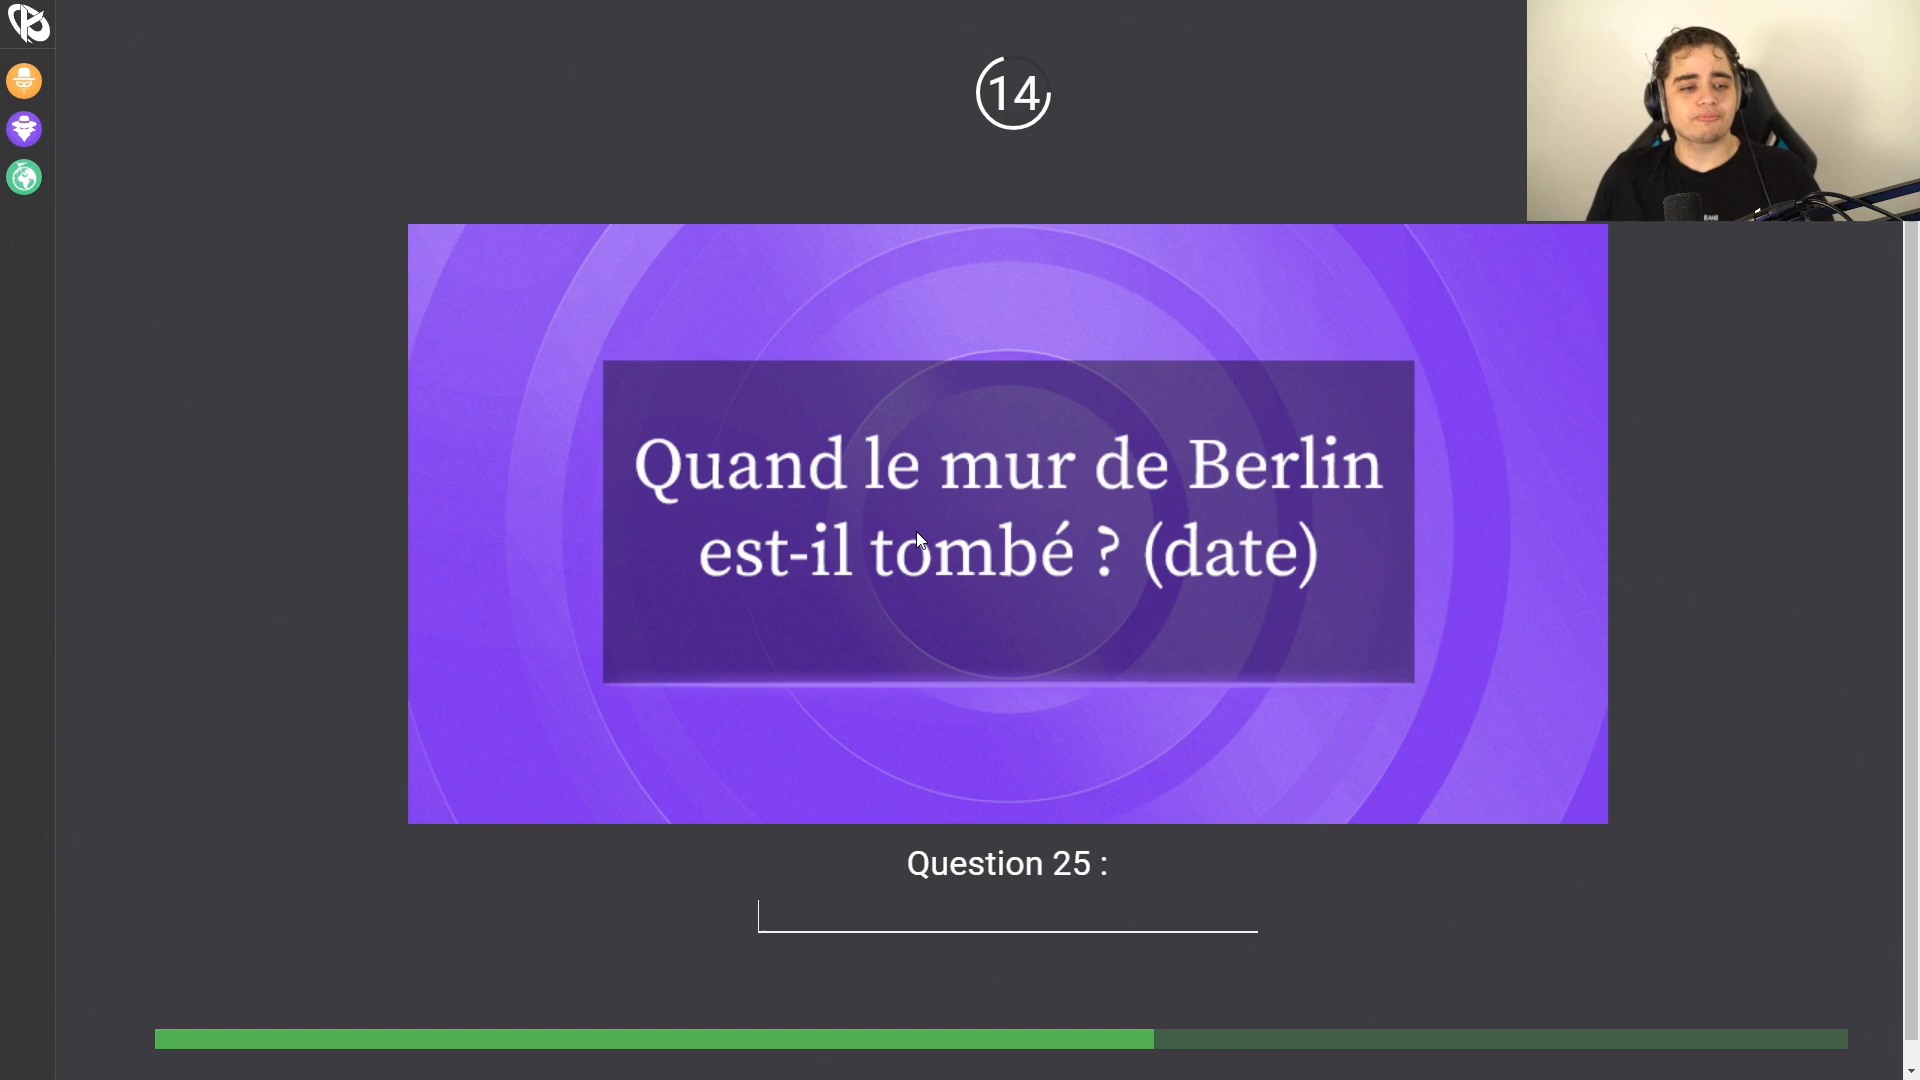 14
Quand le mur de Berlin
est-il tombé ? (date)
Question 25 :